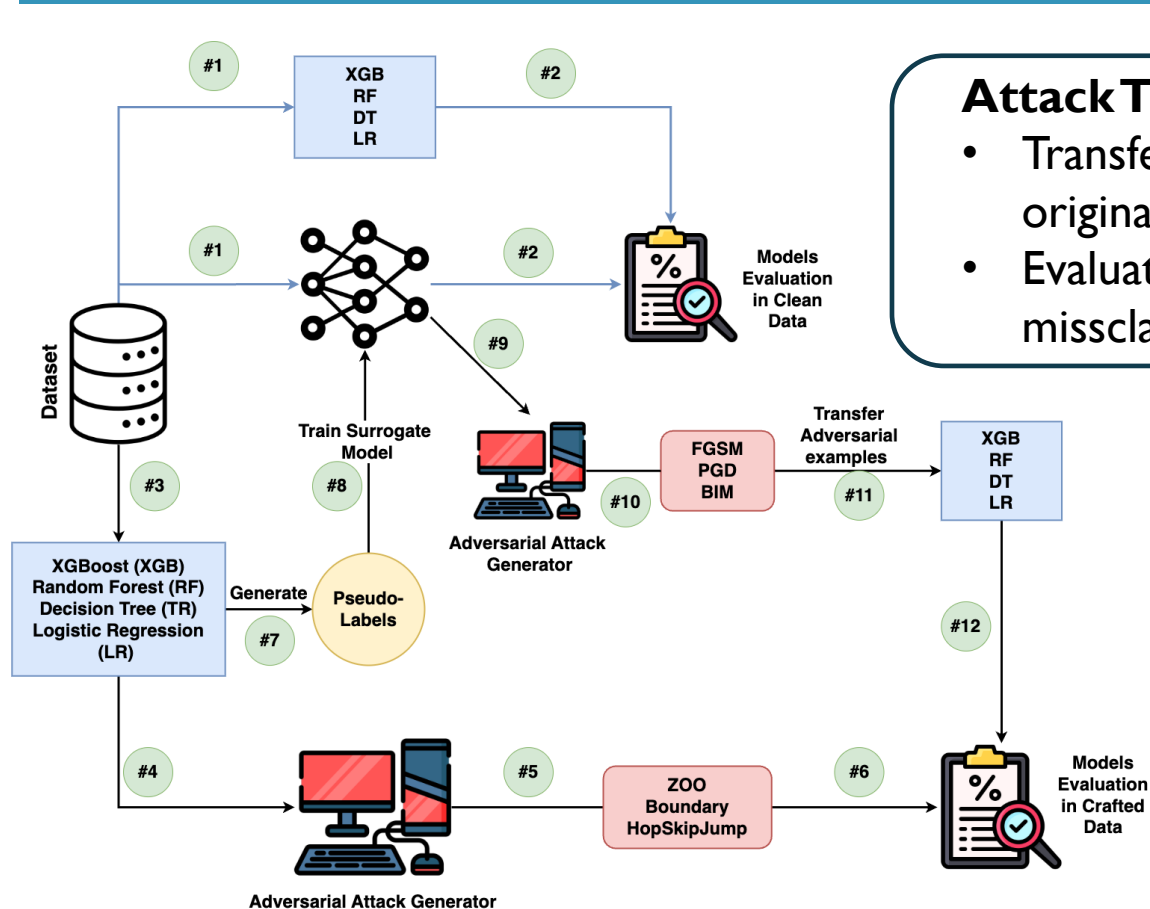 #1
XGB
RF
DT
LR
#2
Attack T
Transfe
origina
Evaluat
misscla
#1
#2
Models
Evaluation
in Clean
Data
Dataset
#9
Train Surrogate
Model
#3
#8
Transfer
Adversarial
examples
FGSM
PGD
BIM
#10
#11
XGB
RF
DT
LR
Adversarial Attack
Generator
XGBoost (XGB)
Random Forest (RF)
Decision Tree (TR)
Logistic Regression
(LR)
Generate
#7
Pseudo-
Labels
#12
#4
#5
ZOO
Boundary
HopSkipJump
#6
Models
Evaluation
in Crafted
Data
Adversarial Attack Generator